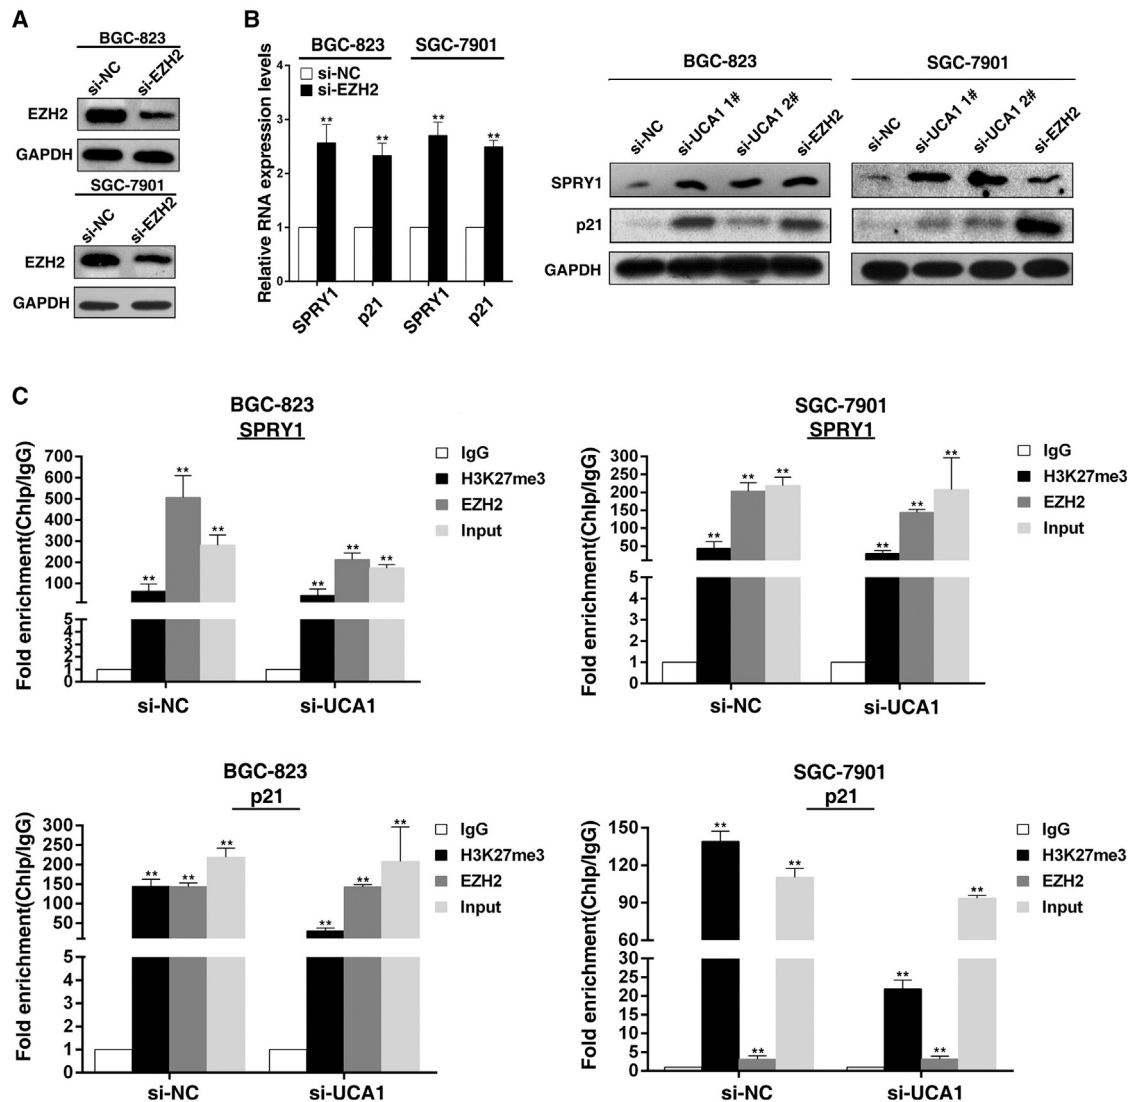 A
BGC-823
si-NC si-EZH2
EZH2
GAPDH
SGC-7901
si-NC si-EZH2
EZH2
GAPDH
B
BGC-823 SGC-7901
si-NC
si-EZH2
Relative RNA expression levels
4
3
2
1
0
** ** ** **
SPRY1 p21 SPRY1 p21
BGC-823 SGC-7901
si-NC si-UCA1 1# si-UCA1 2# si-EZH2 si-NC si-UCA1 1# si-UCA1 2# si-EZH2
SPRY1
p21
GAPDH
C
BGC-823
SPRY1
Fold enrichment(ChIp/IgG)
700
600
500
400
300
200
100
5
4
3
2
1
0
** ** ** ** ** **
si-NC si-UCA1
IgG
H3K27me3
EZH2
Input
SGC-7901
SPRY1
Fold enrichment(ChIp/IgG)
300
250
200
150
100
50
5
4
3
2
1
0
** ** ** ** ** **
si-NC si-UCA1
IgG
H3K27me3
EZH2
Input
BGC-823
p21
Fold enrichment(ChIp/IgG)
300
250
200
150
100
50
5
4
3
2
1
0
** ** ** ** ** **
si-NC si-UCA1
IgG
H3K27me3
EZH2
Input
SGC-7901
p21
Fold enrichment(ChIp/IgG)
150
120
90
60
30
25
20
15
10
5
0
** ** ** ** ** **
si-NC si-UCA1
IgG
H3K27me3
EZH2
Input